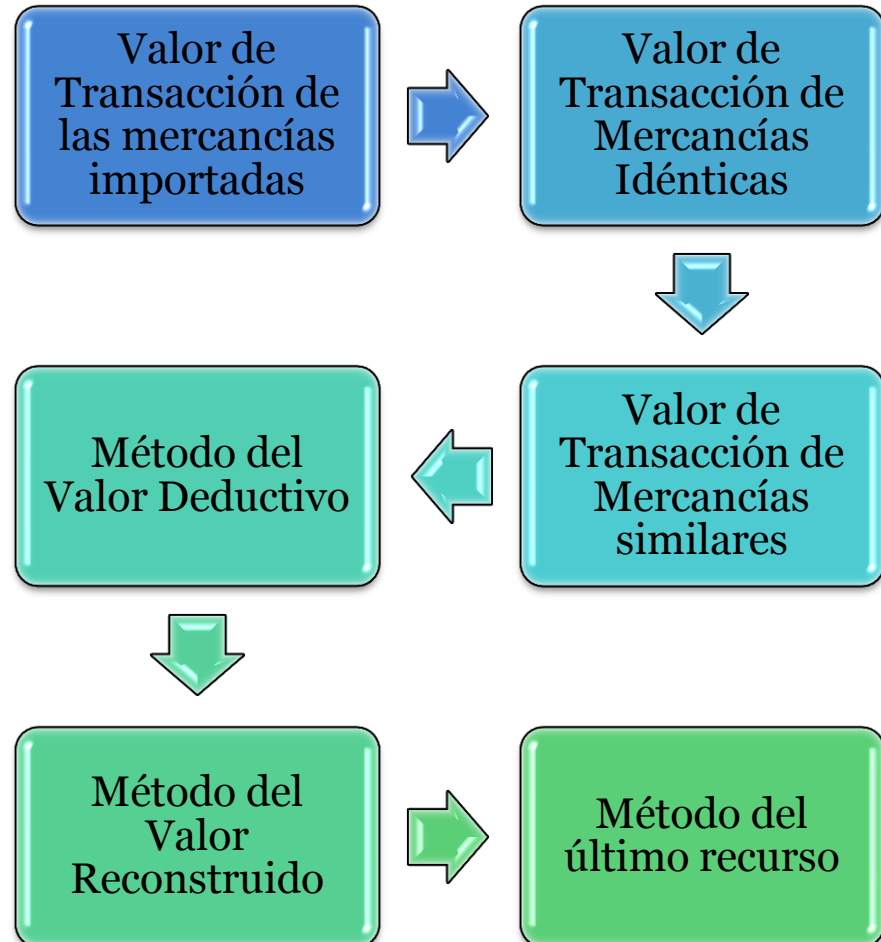 Valor de
Transacción de
las mercancías
importadas
Valor de
Transacción de
Mercancías
Idénticas
Valor de
Transacción de
Mercancías
similares
Método del
Valor Deductivo
Método del
Valor
Reconstruido
Método del
último recurso